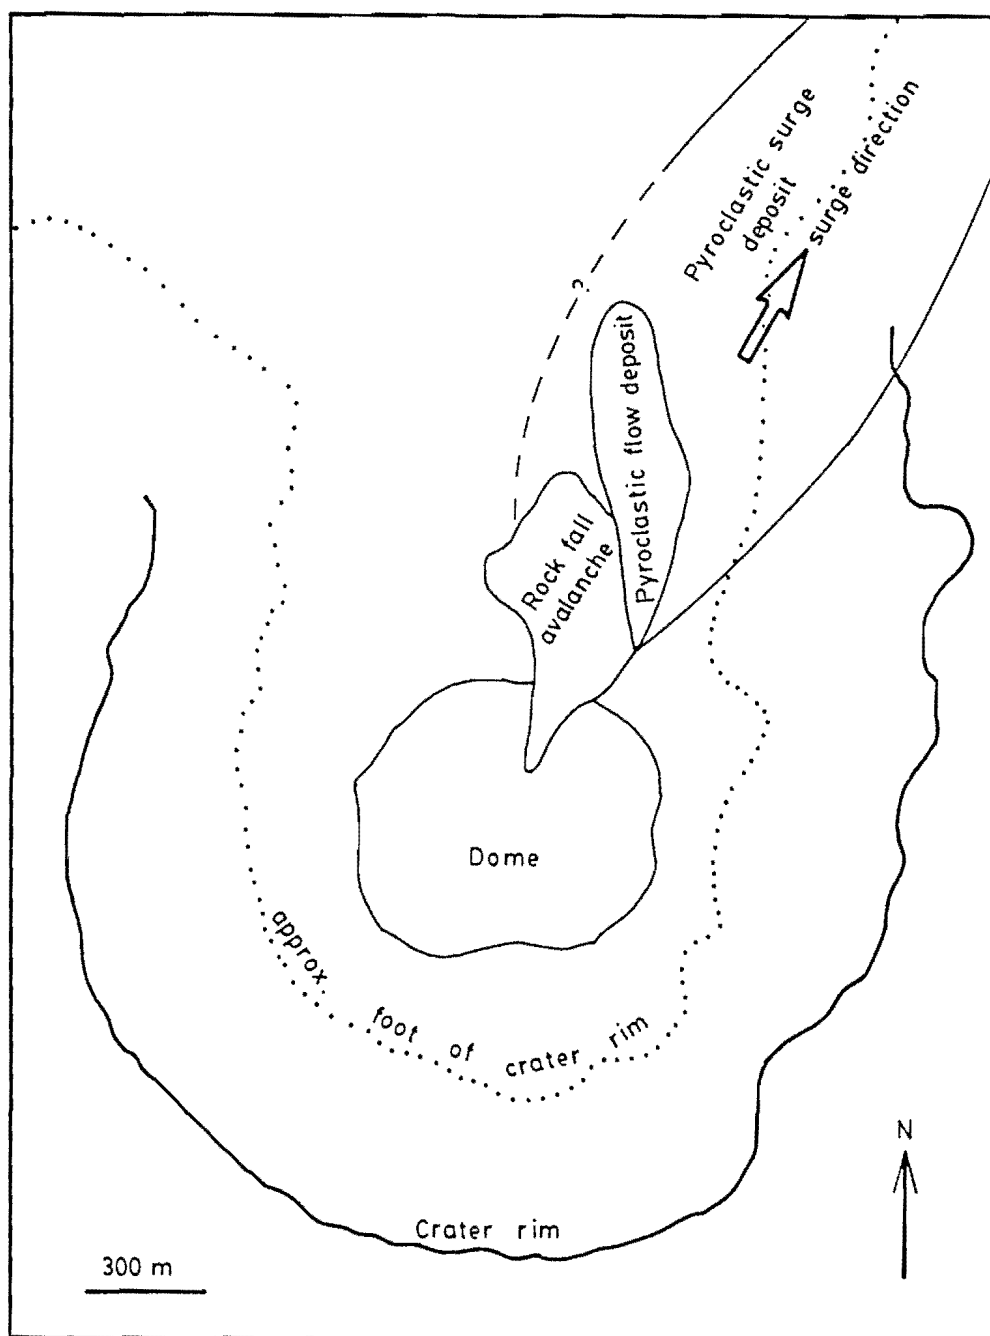 Pyroclastic surge
deposit
surge direction
?
Pyroclastic flow deposit
Rock fall
avalanche
Dome
approx. foot of crater rim
N
Crater rim
300 m